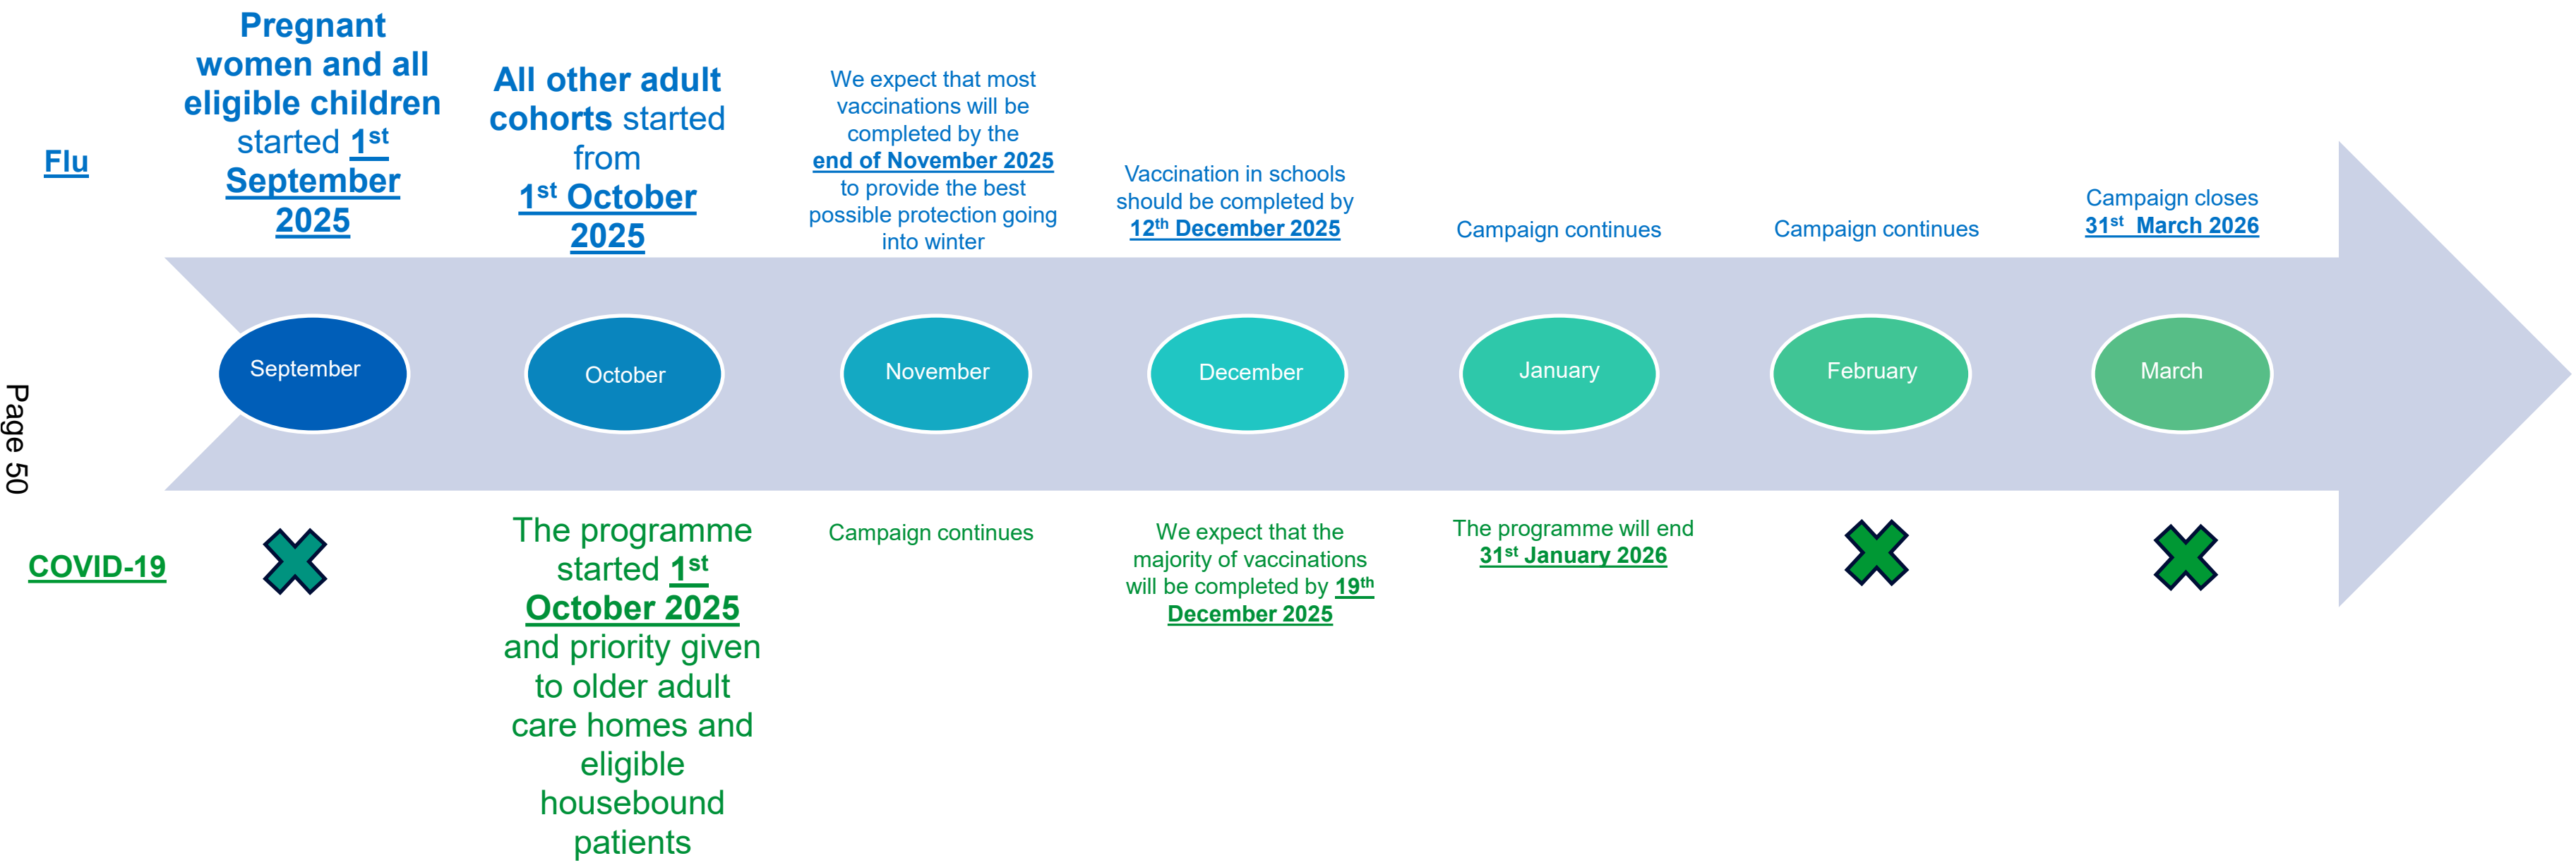 Flu
Pregnant
women and all
eligible children
started 1st
September
2025
All other adult
cohorts started
from
1st October
2025
We expect that most
vaccinations will be
completed by the
end of November 2025
to provide the best
possible protection going
into winter
Vaccination in schools
should be completed by
12th December 2025
Campaign continues
Campaign continues
Campaign closes
31st March 2026
September
October
November
December
January
February
March
Page 50
COVID-19
The programme
started 1st
October 2025
and priority given
to older adult
care homes and
eligible
housebound
patients
Campaign continues
We expect that the
majority of vaccinations
will be completed by 19th
December 2025
The programme will end
31st January 2026